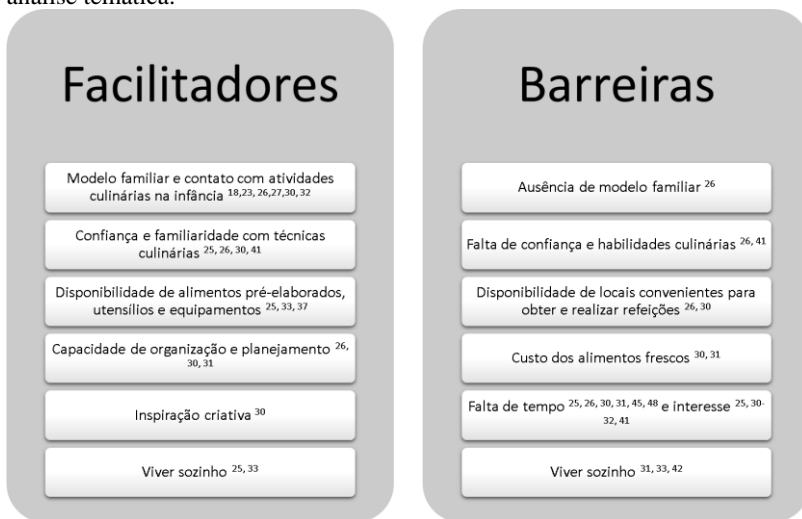 análise temática.
Facilitadores
Modelo familiar e contato com atividades
culinárias na infância 18,23, 26,27,30, 32
Confiança e familiaridade com técnicas
culinárias 25, 26, 30, 41
Disponibilidade de alimentos pré-elaborados,
utensílios e equipamentos 25, 33, 37
Capacidade de organização e planejamento 26,
30, 31
Inspiração criativa 30
Viver sozinho 25, 33
Barreiras
Ausência de modelo familiar 26
Falta de confiança e habilidades culinárias 26, 41
Disponibilidade de locais convenientes para
obter e realizar refeições 26, 30
Custo dos alimentos frescos 30, 31
Falta de tempo 25, 26, 30, 31, 45, 48 e interesse 25, 30-
32, 41
Viver sozinho 31, 33, 42